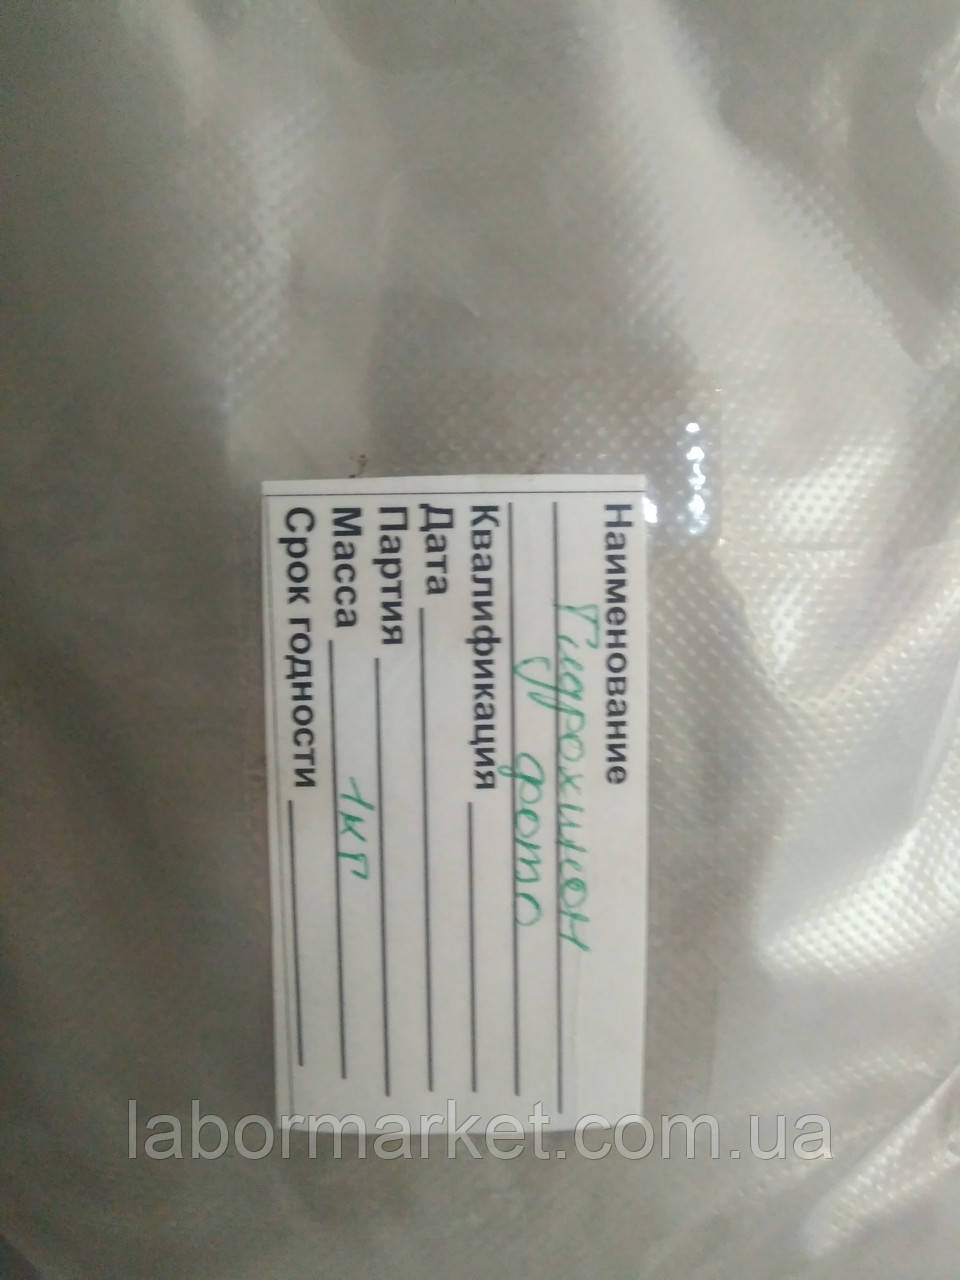 Наименование
Гидрохинон
фото
Квалификация
Дата
Партия
Масса 1кг
Срок годности
labormarket.com.ua